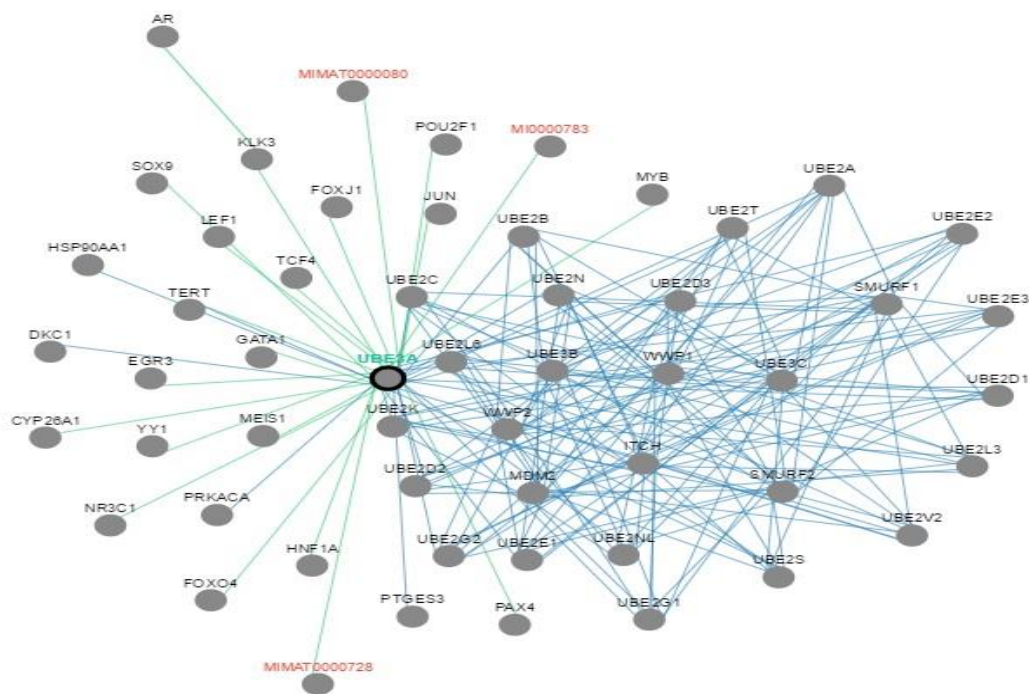 AR
MIMAT0000080
POU2F1
MI0000783
KLK3
SOX9
FOXJ1
JUN
MYB
UBE2A
LEF1
UBE2B
UBE2T
UBE2E2
HSP90AA1
TCF4
UBE2C
UBE2N
UBE2D3
SMURF1
UBE2E3
TERT
DKC1
EGR3
GATA1
UBE3A
UBE2L6
UBE3B
WWP1
UBE3C
UBE2D1
CYP26A1
YY1
MEIS1
UBE2K
WWP2
ITCH
UBE2L3
NR3C1
PRKACA
UBE2D2
MDM2
SMURF2
UBE2V2
FOXO4
HNF1A
UBE2G2
UBE2E1
UBE2NL
UBE2S
PTGES3
PAX4
UBE2G1
MIMAT0000728